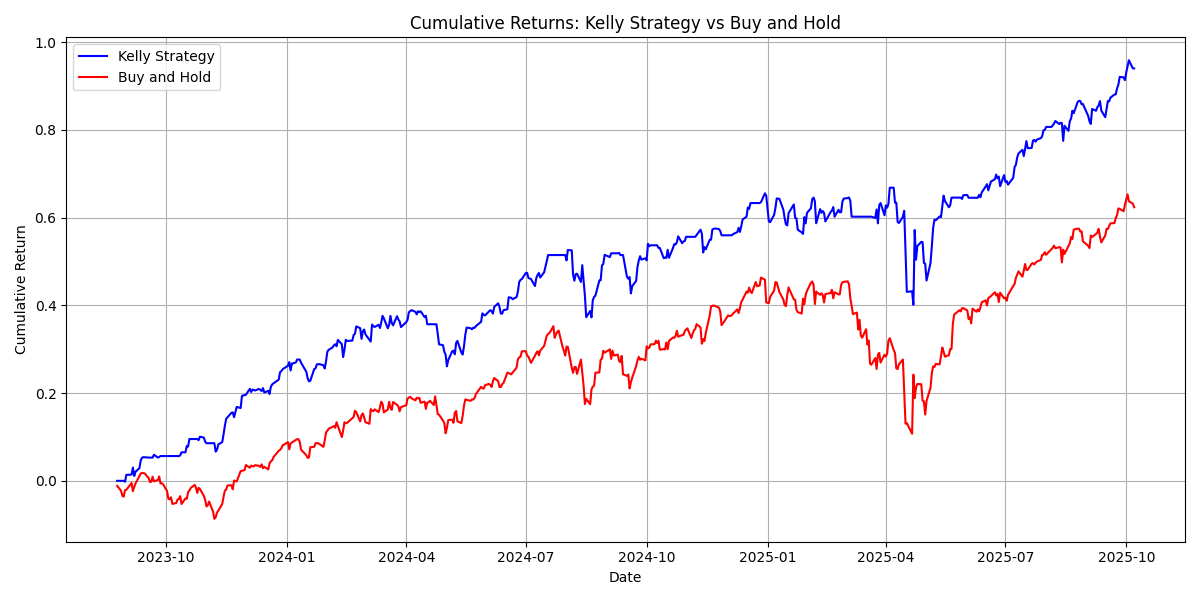 Cumulative Returns: Kelly Strategy vs Buy and Hold
Kelly Strategy
Buy and Hold
Cumulative Return
1.0
0.8
0.6
0.4
0.2
0.0
2023-10 2024-01 2024-04 2024-07 2024-10 2025-01 2025-04 2025-07 2025-10
Date